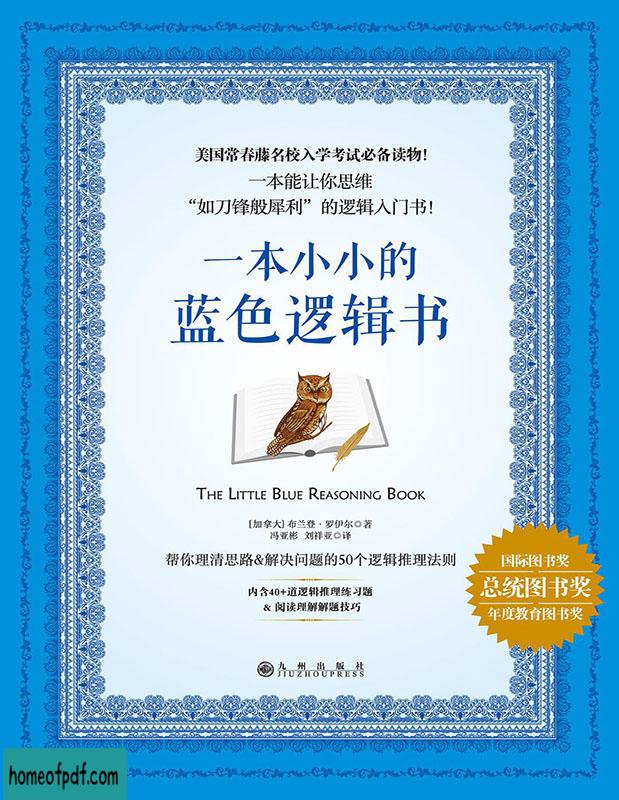 美国常春藤名校入学考试必备读物！
一本能让你思维
“如刀锋般犀利”的逻辑入门书！
一本小小的
蓝色逻辑书
THE LITTLE BLUE REASONING BOOK
[加拿大] 布兰登·罗伊尔◎著
冯亚彬 刘祥亚◎译
帮你理清思路&解决问题的50个逻辑推理法则
内含40+道逻辑推理练习题
& 阅读理解解题技巧
国际图书奖
总统图书奖
年度教育图书奖
九州出版社
JIUZHOUPRESS
homeofpdf.com